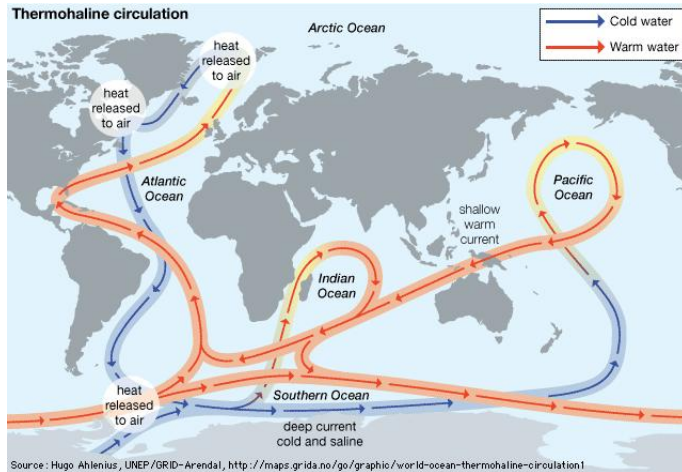 Thermohaline circulation
Arctic Ocean
Cold water
Warm water
heat
released
to air
heat
released
to air
Atlantic
Ocean
Pacific
Ocean
shallow
warm
current
Indian
Ocean
heat
released
to air
Southern Ocean
deep current
cold and saline
Source: Hugo Ahlenius, UNEP/GRID-Arendal, http://maps.grida.no/go/graphic/world-ocean-thermohaline-circulation1